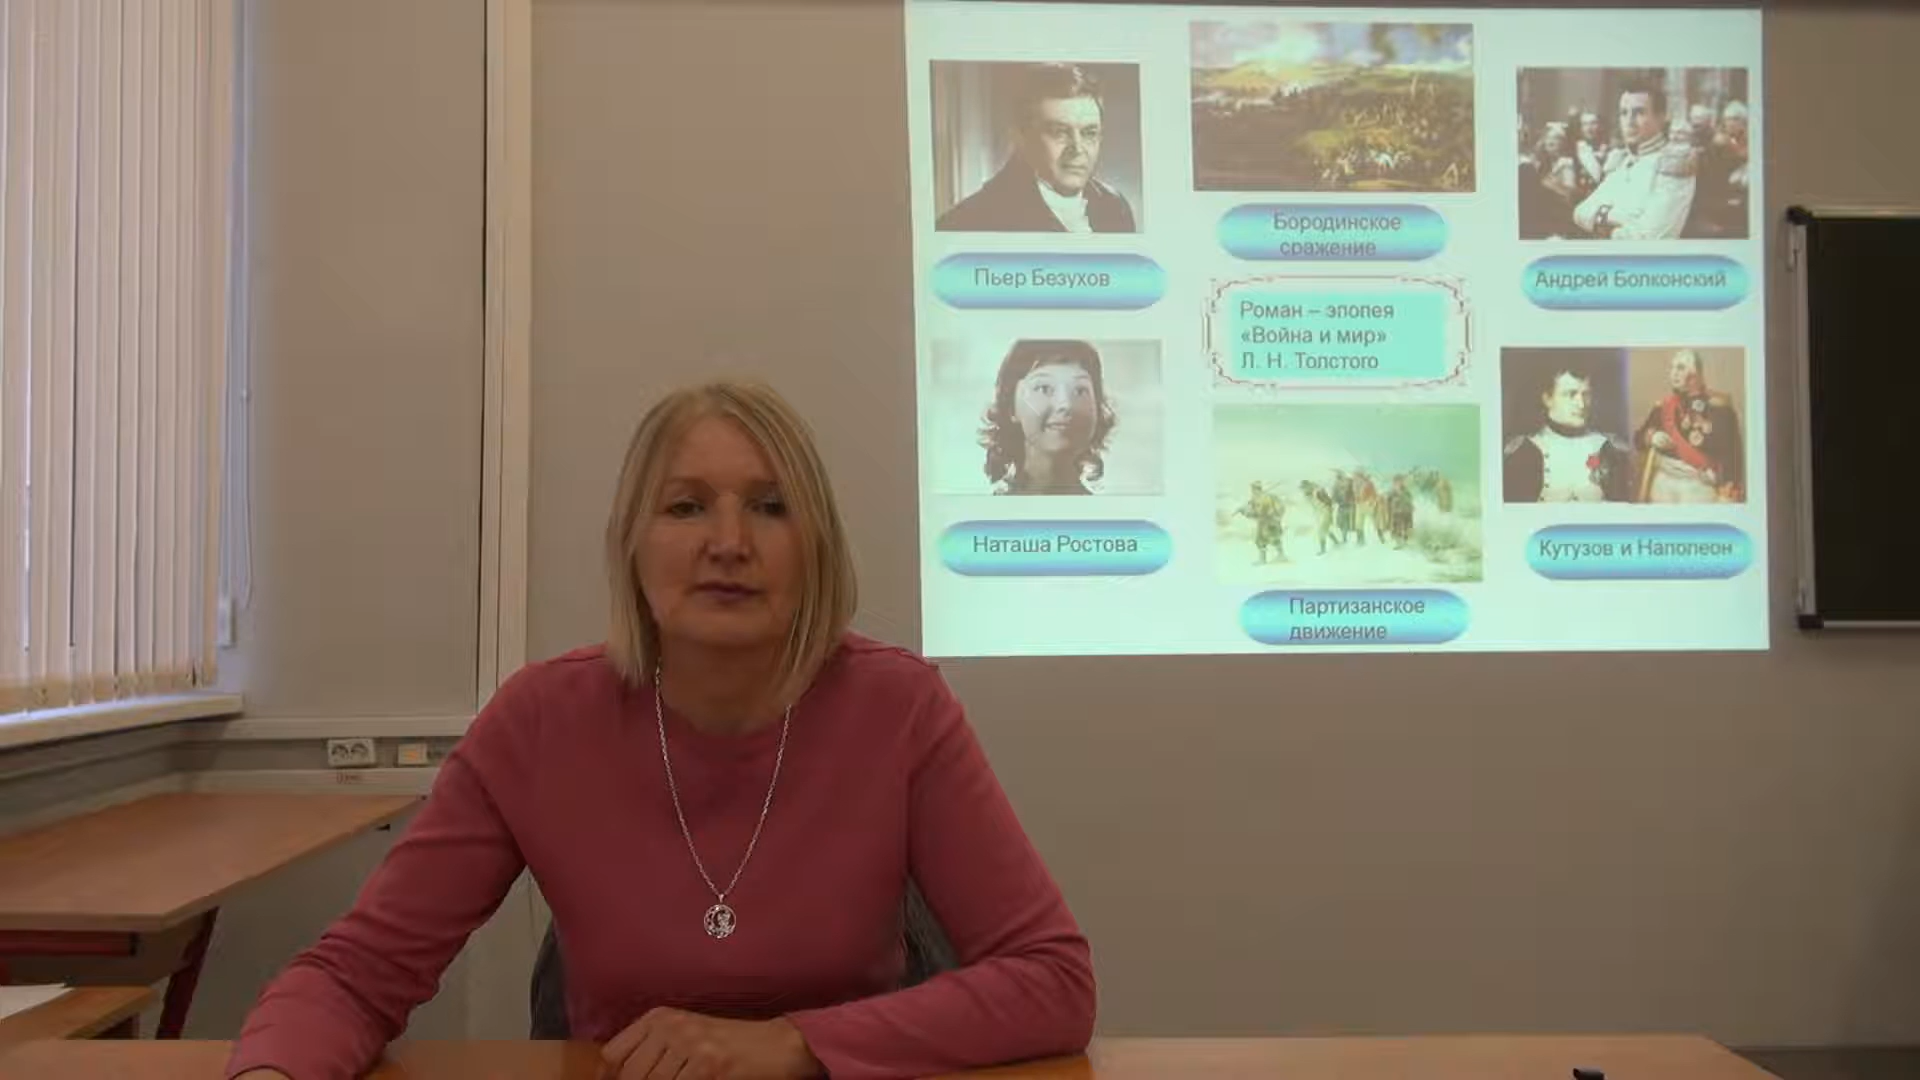 Бородинское
сражение
Пьер Безухов
Андрей Болконский
Роман – эпопея
«Война и мир»
Л. Н. Толстого
Наташа Ростова
Кутузов и Наполеон
Партизанское
движение